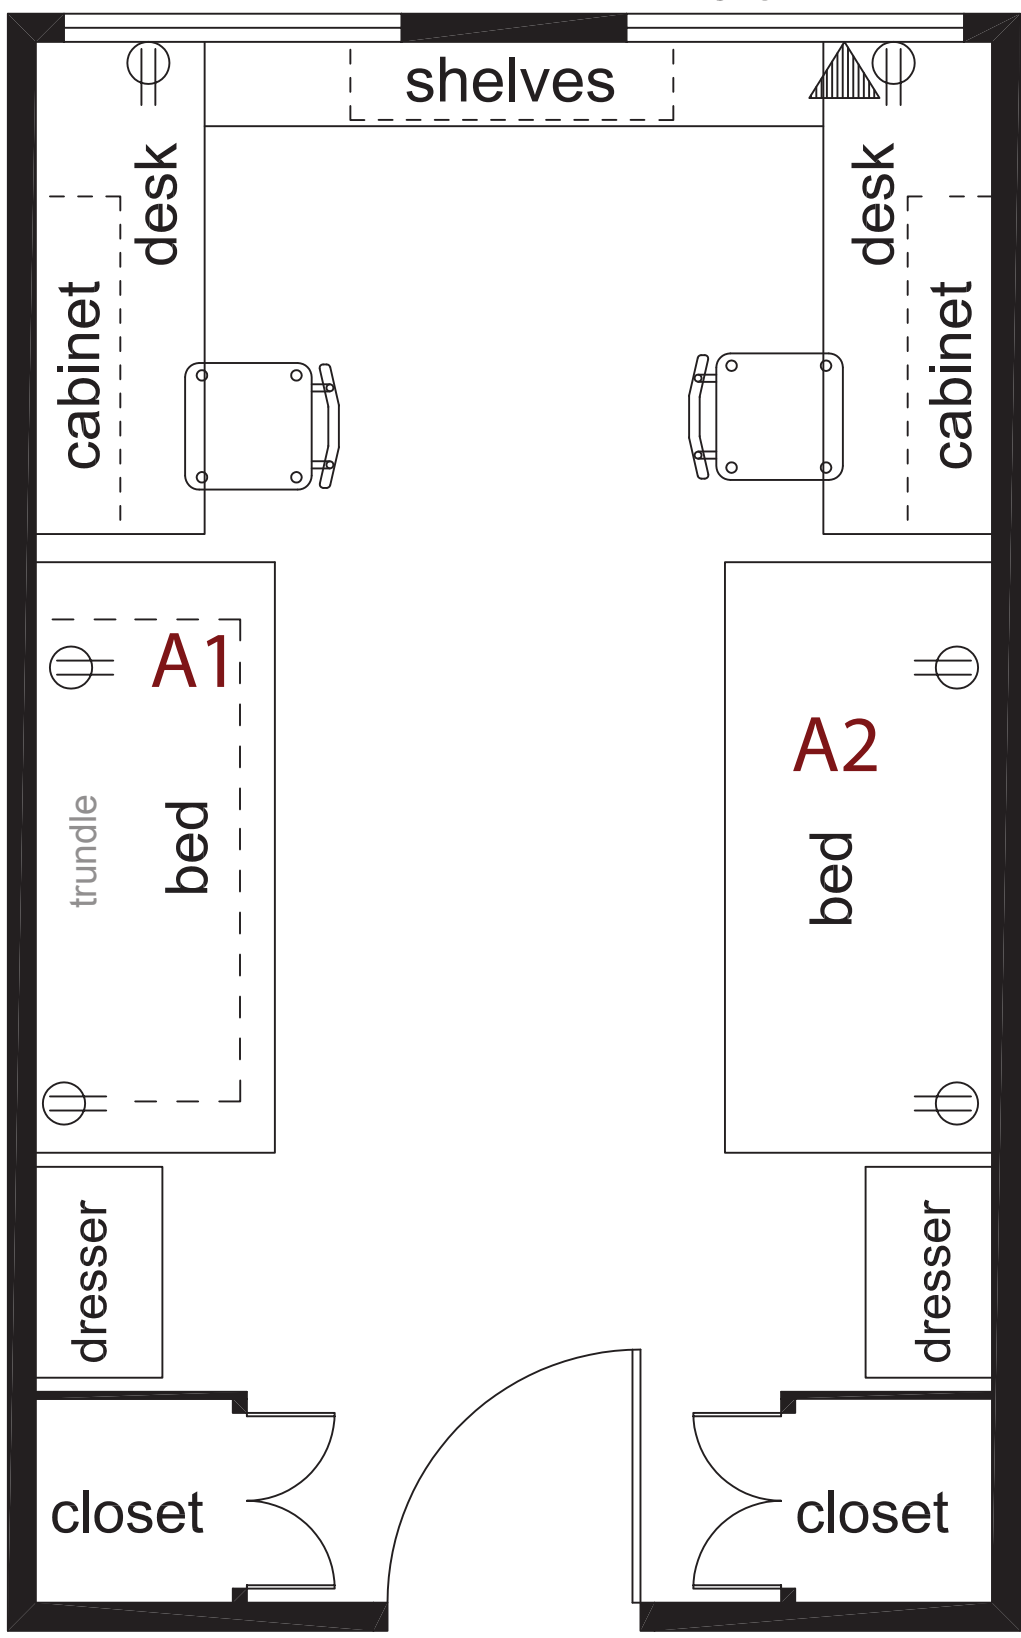 shelves
desk
desk
cabinet
cabinet
A1
A2
trundle
bed
bed
dresser
dresser
closet
closet